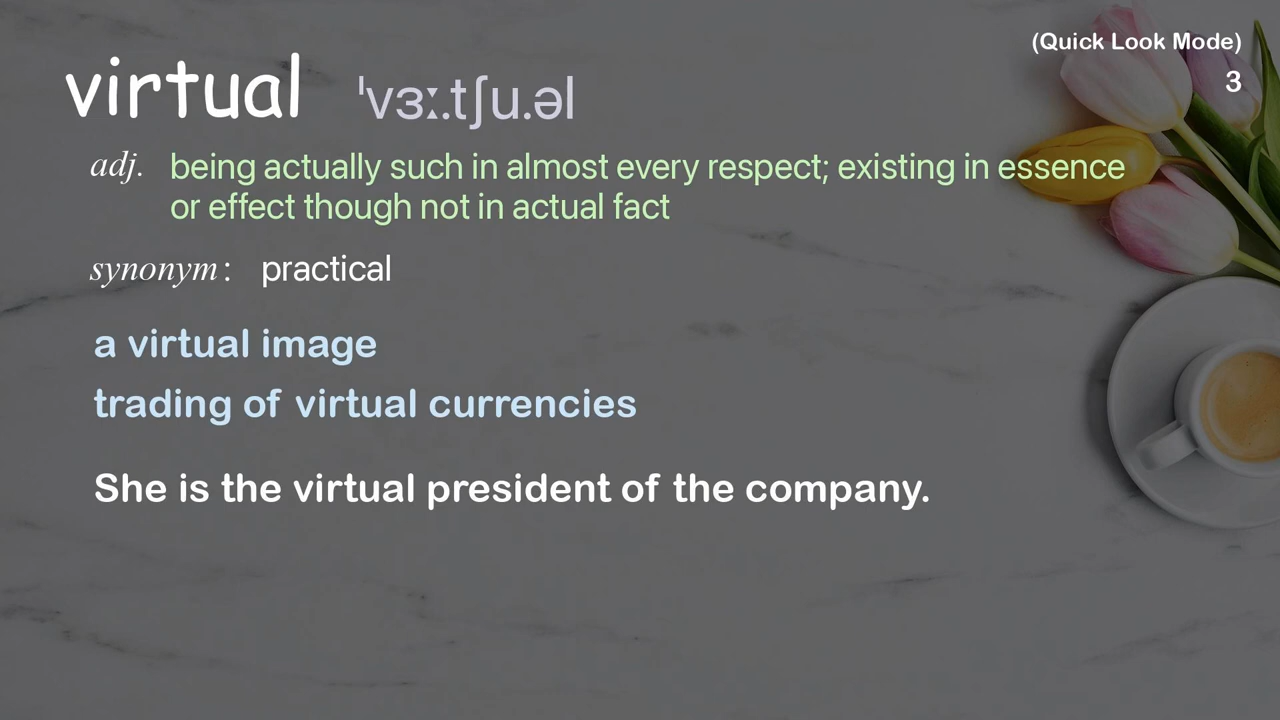 (Quick Look Mode)
3
virtual ˈvɜː.tʃu.əl
adj. being actually such in almost every respect; existing in essence
or effect though not in actual fact
synonym: practical
a virtual image
trading of virtual currencies
She is the virtual president of the company.